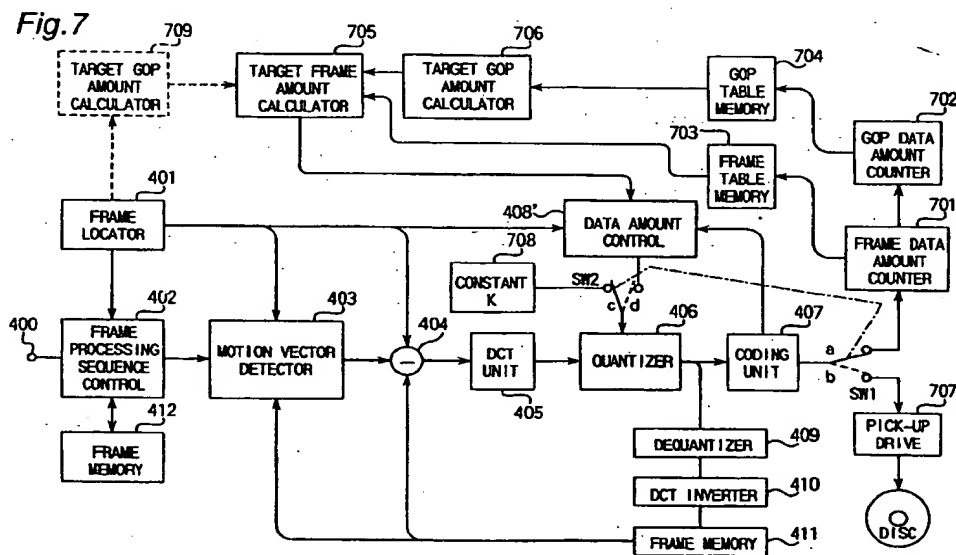 Fig.7
709
TARGET GOP
AMOUNT
CALCULATOR
705
TARGET FRAME
AMOUNT
CALCULATOR
706
TARGET GOP
AMOUNT
CALCULATOR
704
GOP
TABLE
MEMORY
702
GOP DATA
AMOUNT
COUNTER
703
FRAME
TABLE
MEMORY
701
FRAME DATA
AMOUNT
COUNTER
401
FRAME
LOCATOR
408'
DATA AMOUNT
CONTROL
708
CONSTANT
K
SW2
c
d
400
402
FRAME
PROCESSING
SEQUENCE
CONTROL
403
MOTION VECTOR
DETECTOR
404
−
DCT
UNIT
405
406
QUANTIZER
407
CODING
UNIT
a
b
SW1
707
PICK-UP
DRIVE
DISC
412
FRAME
MEMORY
DEQUANTIZER
409
DCT INVERTER
410
FRAME MEMORY
411